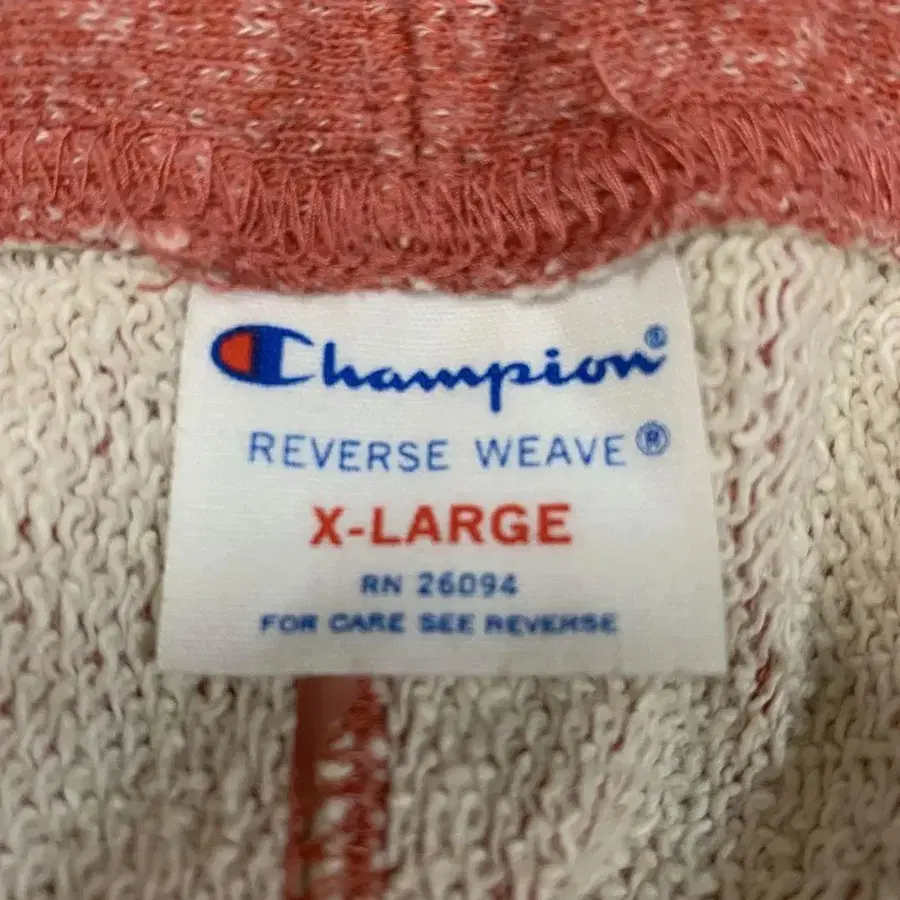 Champion®
REVERSE WEAVE®
X-LARGE
RN 26094
FOR CARE SEE REVERSE